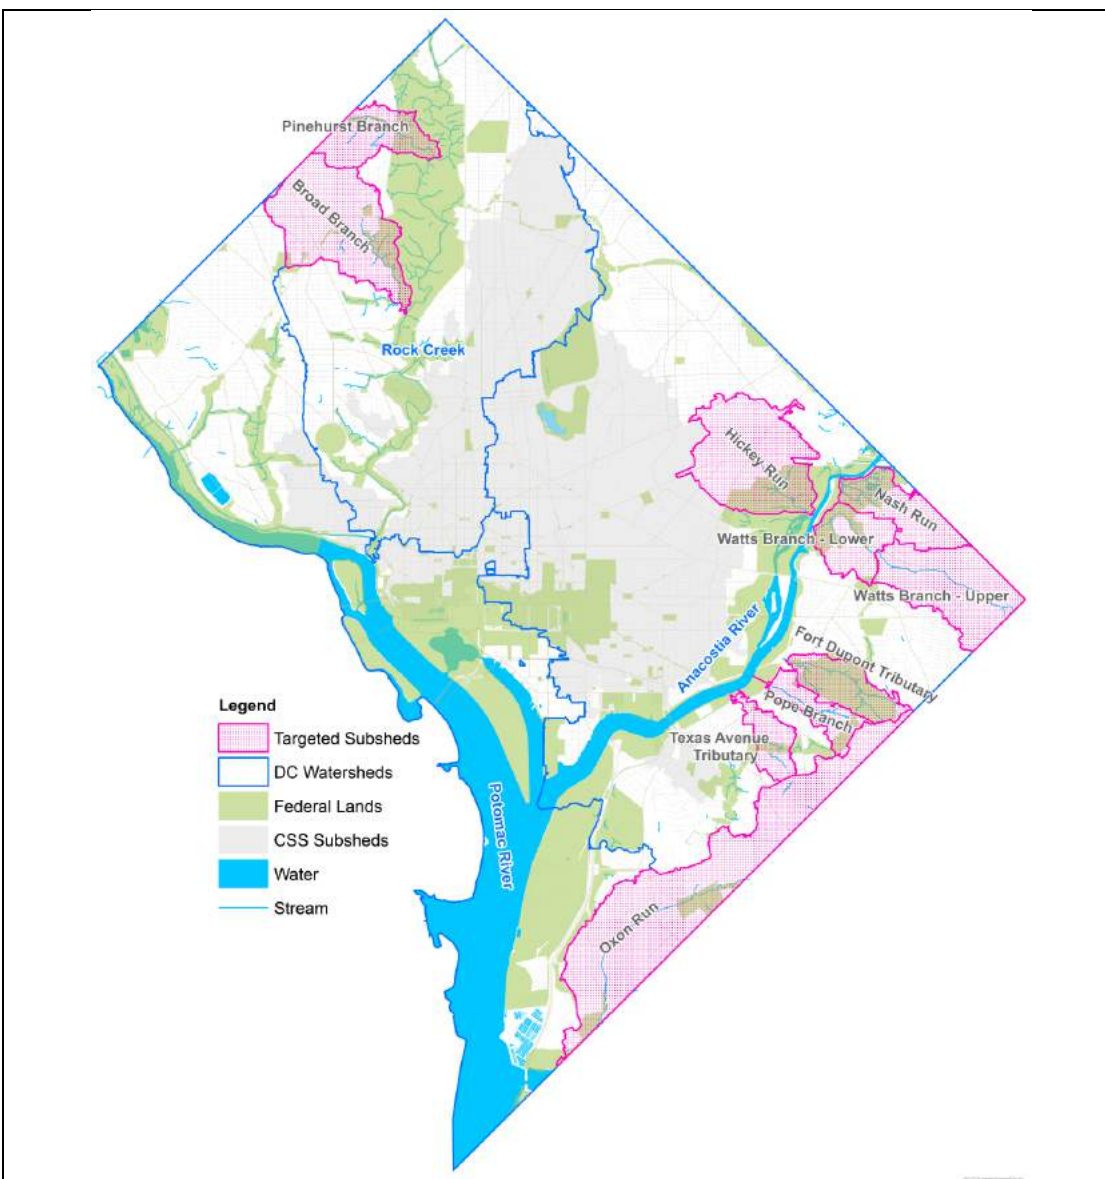 Pinehurst Branch
Broad Branch
Rock Creek
Hickey Run
Nash Run
Watts Branch - Lower
Watts Branch - Upper
Anacostia River
Fort Dupont Tributary
Pope Branch
Texas Avenue
Tributary
Potomac River
Oxon Run
Legend
Targeted Subsheds
DC Watersheds
Federal Lands
CSS Subsheds
Water
Stream